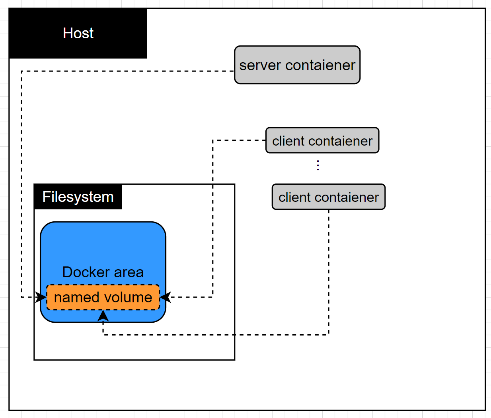 Host
server contaiener
client contaiener
client contaiener
Filesystem
Docker area
named volume